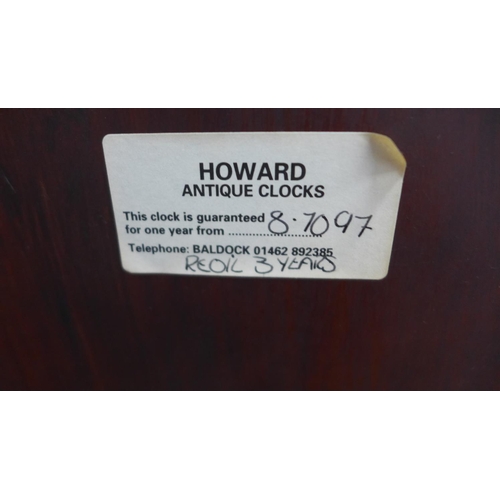 HOWARD
ANTIQUE CLOCKS
This clock is guaranteed
for one year from .................... 8.10 97
Telephone: BALDOCK 01462 892385
REOIL 3 YEARS